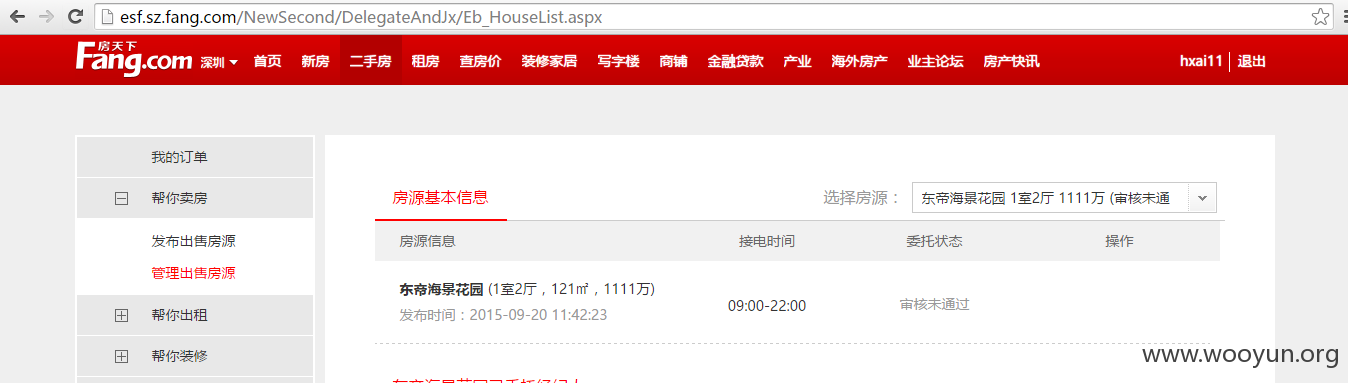 esf.sz.fang.com/NewSecond/DelegateAndJx/Eb_HouseList.aspx
房天下
Fang.com 深圳 首页 新房 二手房 租房 查房价 装修家居 写字楼 商铺 金融贷款 产业 海外房产 业主论坛 房产快讯 hxai11 退出
我的订单
帮你卖房
发布出售房源
管理出售房源
帮你出租
帮你装修
房源基本信息 选择房源： 东帝海景花园 1室2厅 1111万 (审核未通
房源信息 接电时间 委托状态 操作
东帝海景花园 (1室2厅，121㎡，1111万)
发布时间：2015-09-20 11:42:23
09:00-22:00 审核未通过
www.wooyun.org